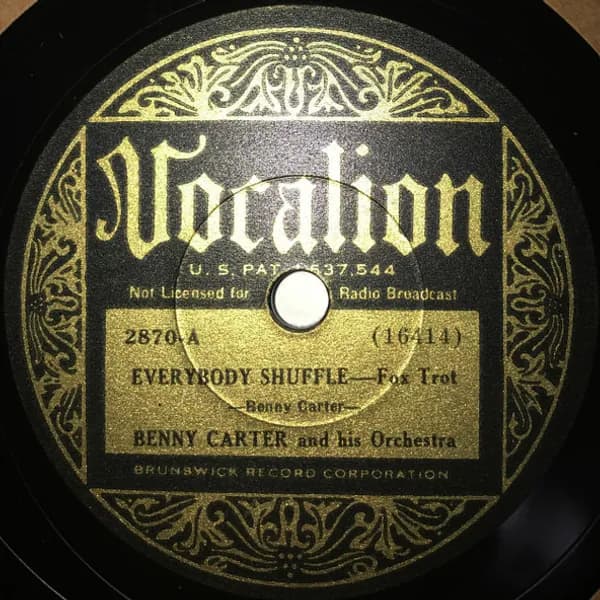 Vocalion
U. S. PAT. 1637,544
Not Licensed for Radio Broadcast
2870-A (16414)
EVERYBODY SHUFFLE—Fox Trot
—Benny Carter—
BENNY CARTER and his Orchestra
BRUNSWICK RECORD CORPORATION